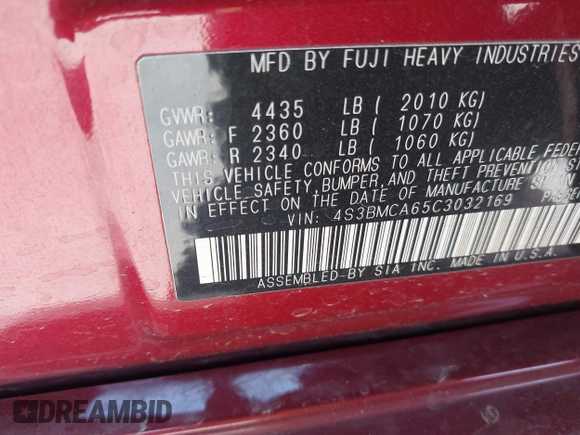 MFD BY FUJI HEAVY INDUSTRIES
GVWR: 4435 LB ( 2010 KG)
GAWR: F 2360 LB ( 1070 KG)
GAWR: R 2340 LB ( 1060 KG)
THIS VEHICLE CONFORMS TO ALL APPLICABLE FEDER
VEHICLE SAFETY, BUMPER, AND THEFT PREVENTION
IN EFFECT ON THE DATE OF MANUFACTURE SHOWN
VIN: 4S3BMCA65C3032169
ASSEMBLED BY SIA INC. MADE IN U.S.A.
DREAMBID